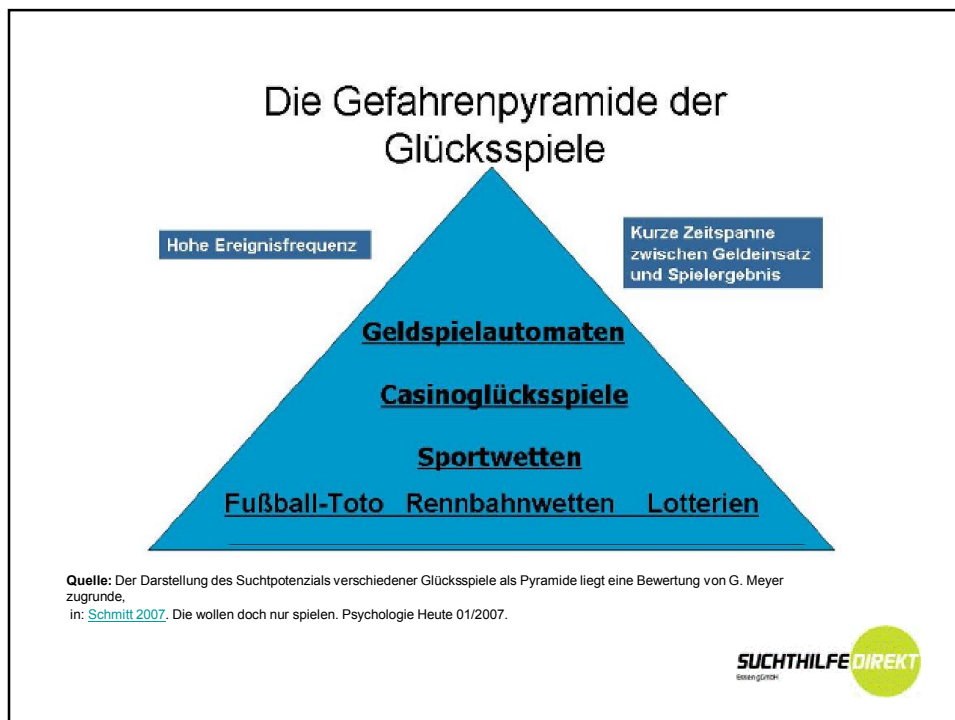 Die Gefahrenpyramide der
Glücksspiele
Hohe Ereignisfrequenz
Kurze Zeitspanne
zwischen Geldeinsatz
und Spielergebnis
Geldspielautomaten
Casinoglücksspiele
Sportwetten
Fußball-Toto Rennbahnwetten Lotterien
Quelle: Der Darstellung des Suchtpotenzials verschiedener Glücksspiele als Pyramide liegt eine Bewertung von G. Meyer
zugrunde,
in: Schmitt 2007. Die wollen doch nur spielen. Psychologie Heute 01/2007.
SUCHTHILFE DIREKT
Essen gGmbH